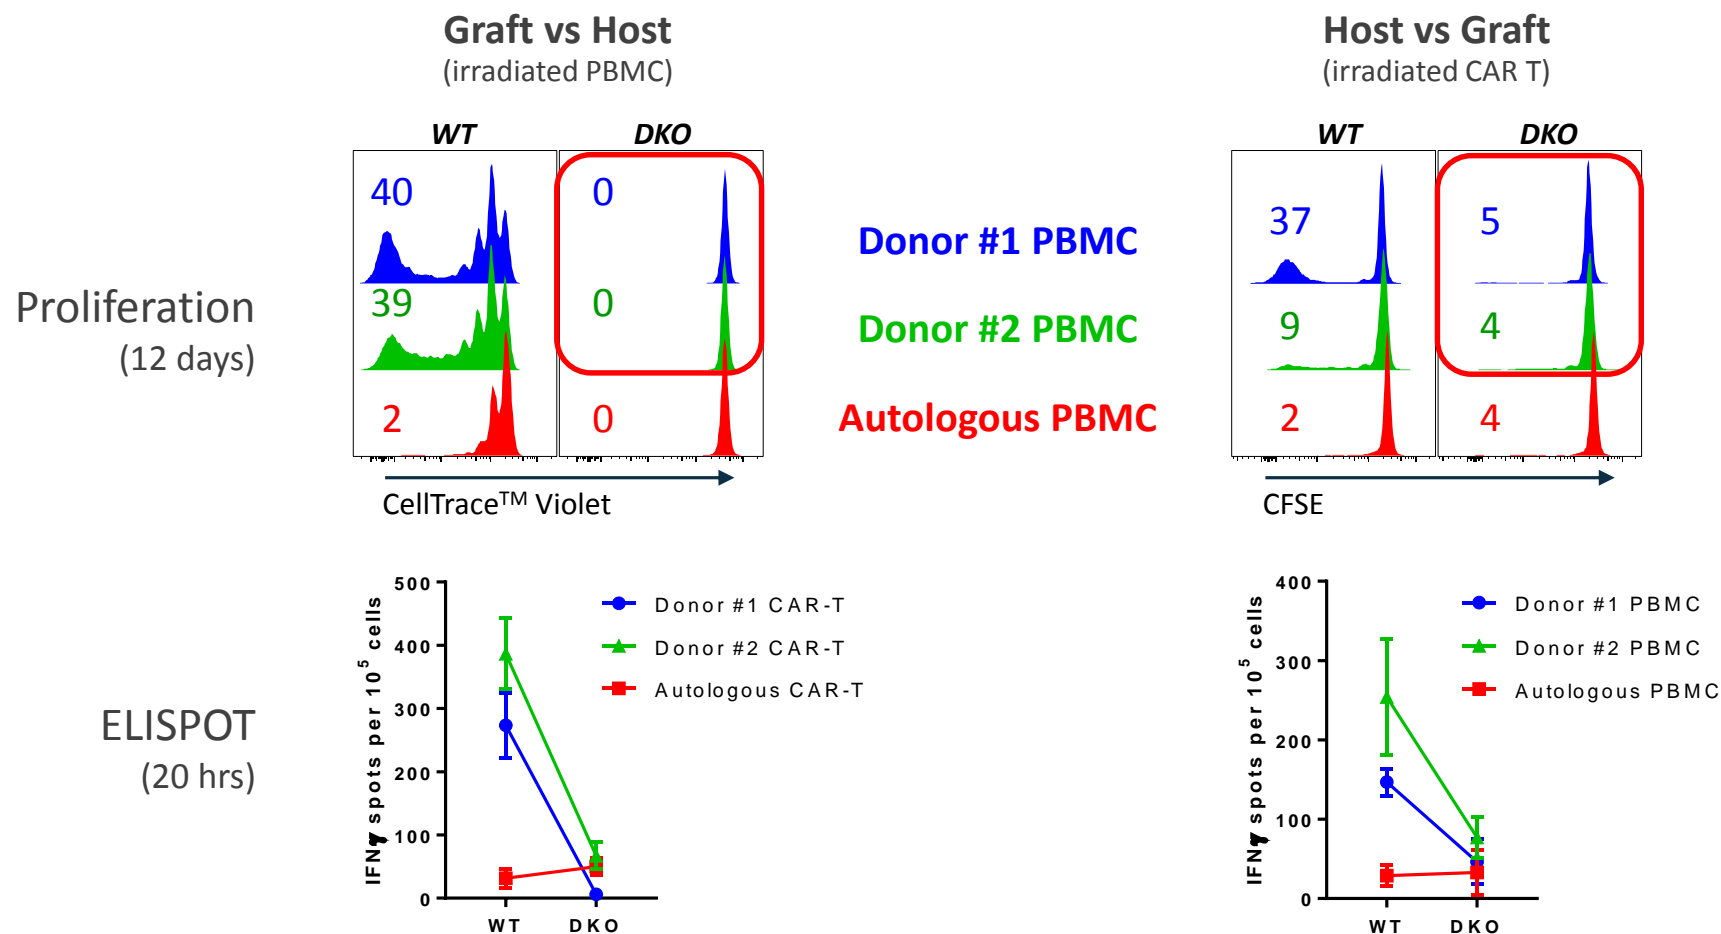 Graft vs Host
(irradiated PBMC)
Host vs Graft
(irradiated CAR T)
WT
DKO
WT
DKO
Proliferation
(12 days)
40
0
39
0
2
0
Donor #1 PBMC
Donor #2 PBMC
Autologous PBMC
37
5
9
4
2
4
CellTrace™ Violet
CFSE
ELISPOT
(20 hrs)
IFNγ spots per 10⁵ cells
500
400
300
200
100
0
WT
DKO
Donor #1 CAR-T
Donor #2 CAR-T
Autologous CAR-T
IFNγ spots per 10⁵ cells
400
300
200
100
0
WT
DKO
Donor #1 PBMC
Donor #2 PBMC
Autologous PBMC